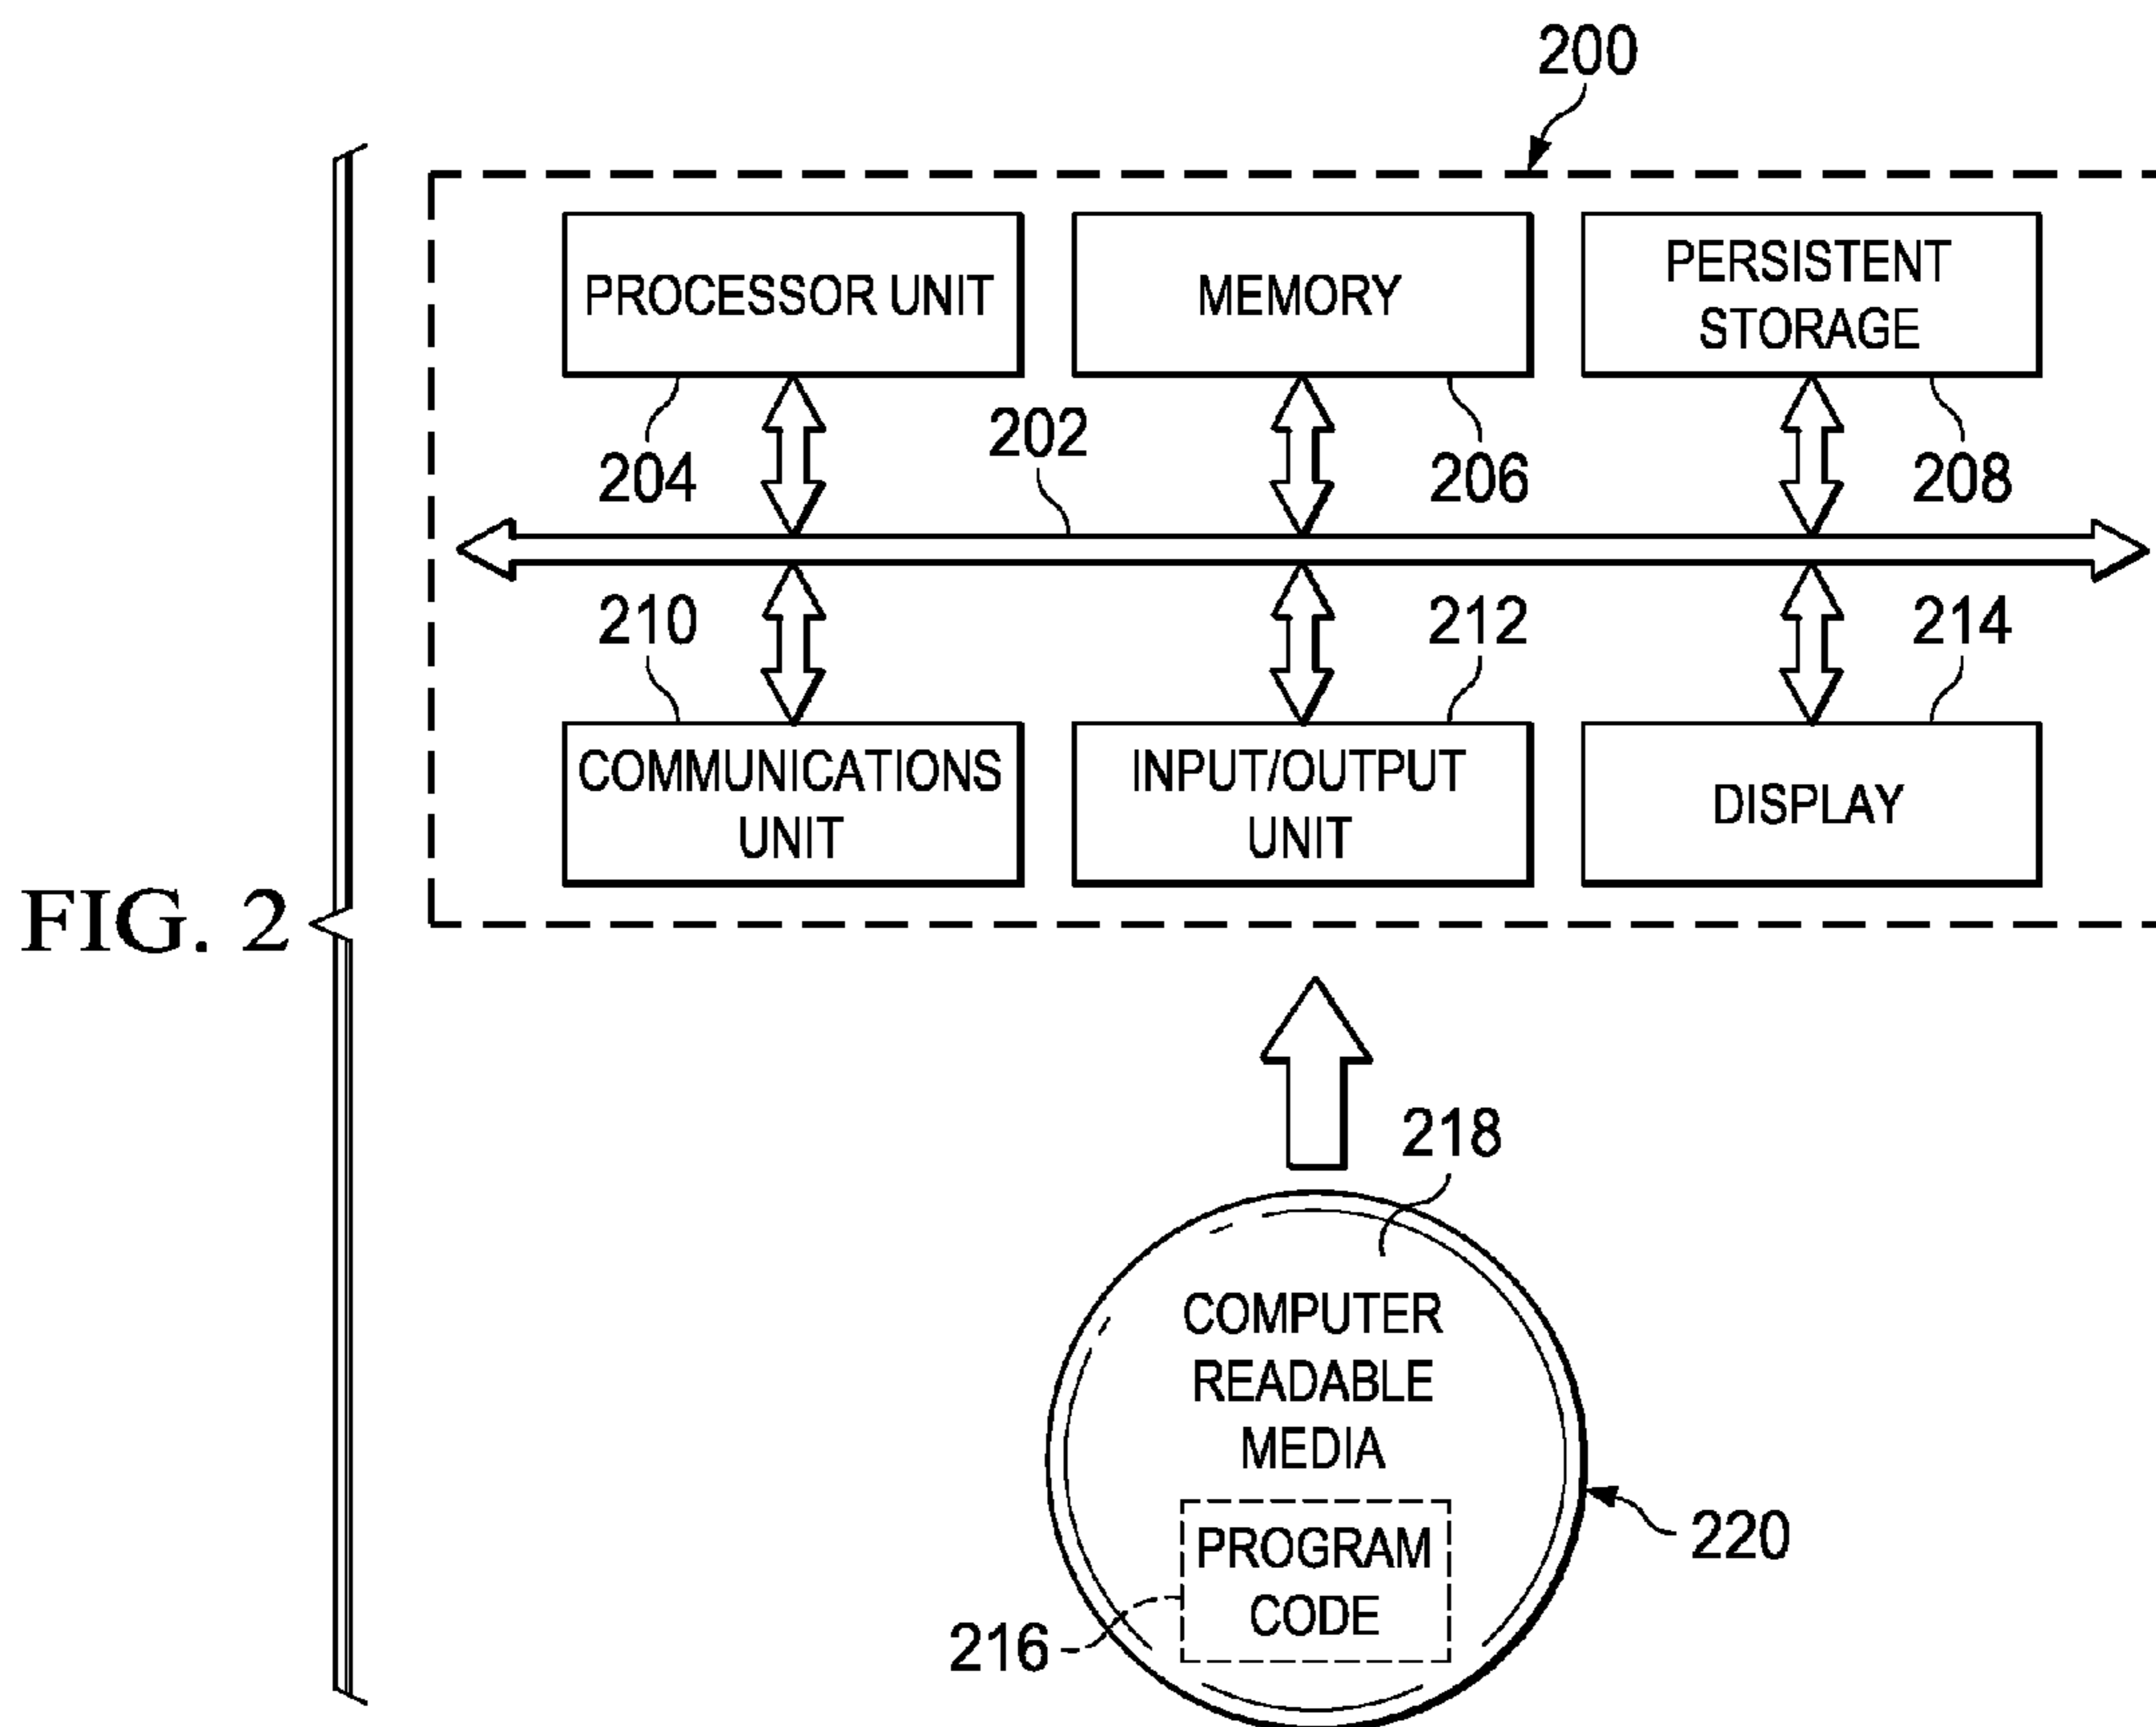 200
PROCESSOR UNIT
MEMORY
PERSISTENT
STORAGE
204
202
206
208
210
212
214
COMMUNICATIONS
UNIT
INPUT/OUTPUT
UNIT
DISPLAY
FIG. 2
218
COMPUTER
READABLE
MEDIA
PROGRAM
CODE
220
216